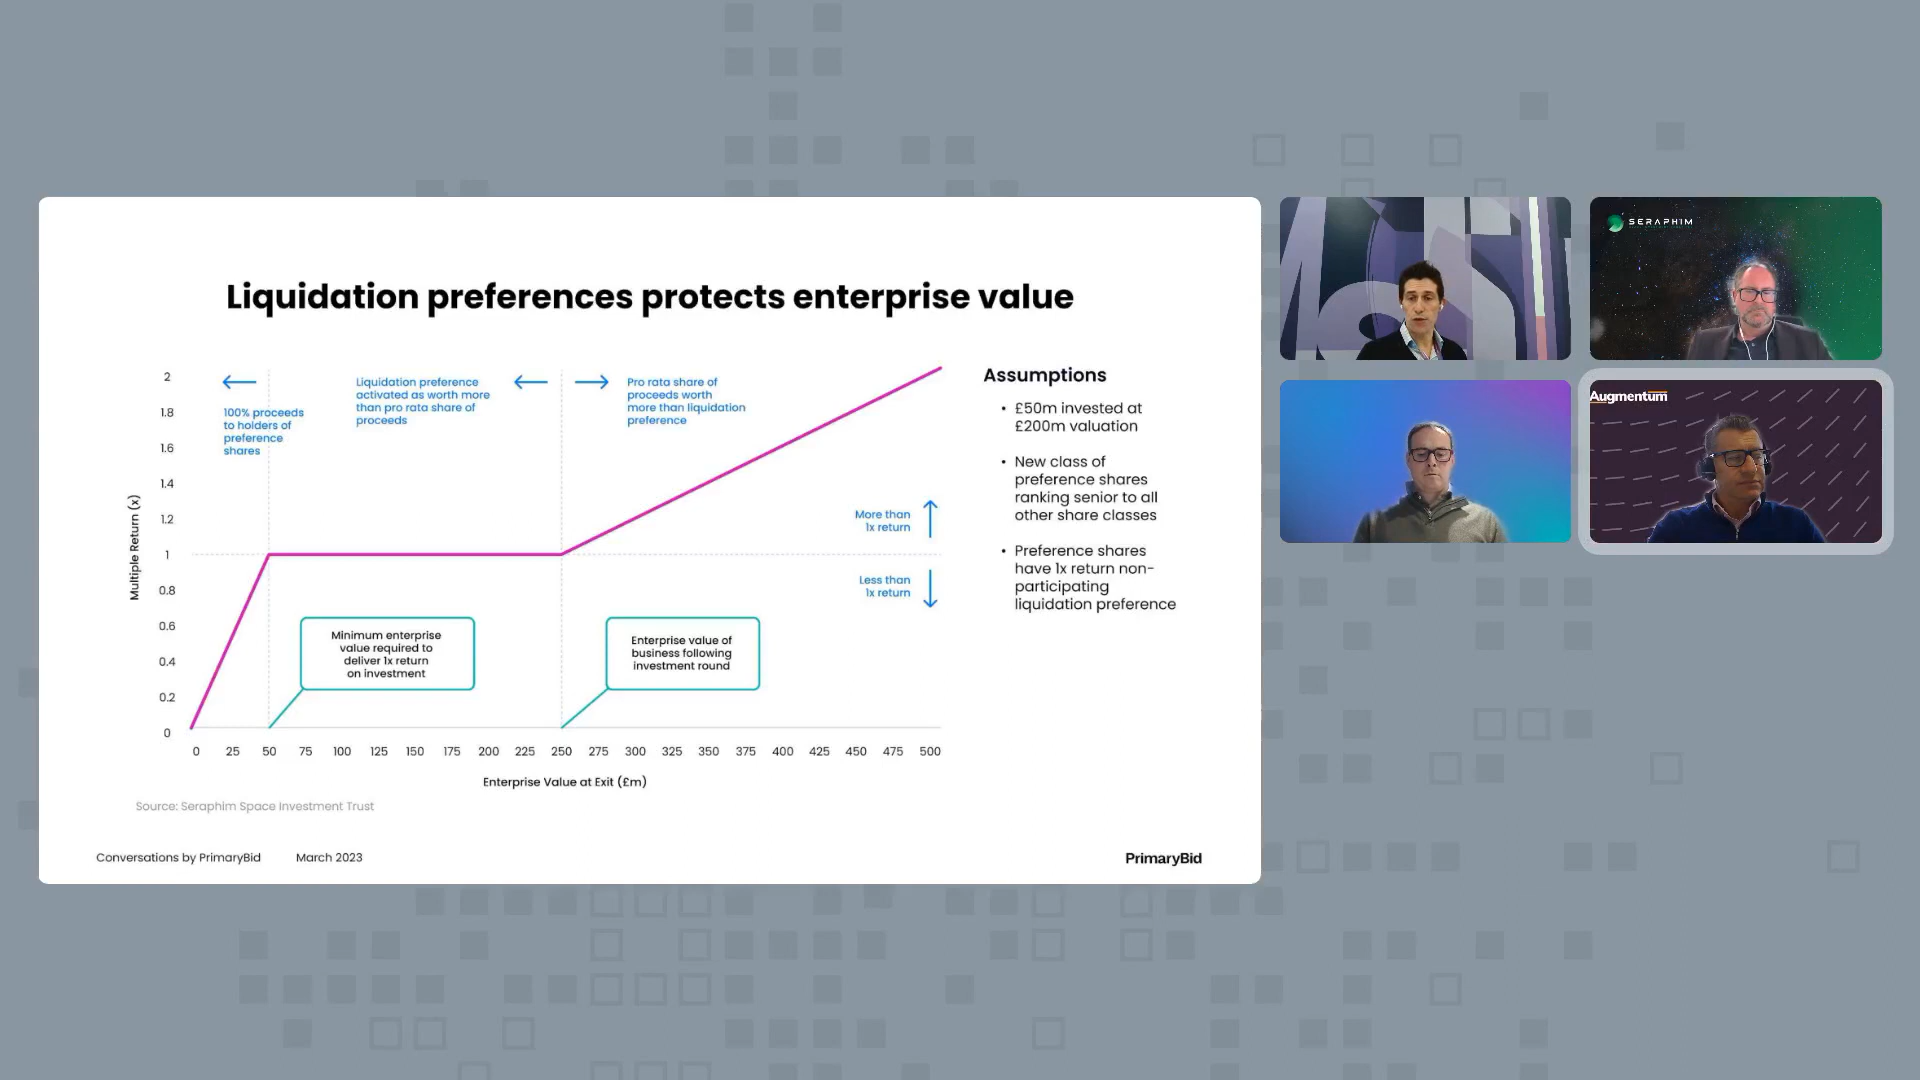 Liquidation preferences protects enterprise value
Multiple Return (x)
2
1.8
1.6
1.4
1.2
1
0.8
0.6
0.4
0.2
0
100% proceeds
to holders of
preference
shares
Liquidation preference
activated as worth more
than pro rata share of
proceeds
Pro rata share of
proceeds worth
more than liquidation
preference
More than
1x return
Less than
1x return
Minimum enterprise
value required to
deliver 1x return
on investment
Enterprise value of
business following
investment round
0 25 50 75 100 125 150 175 200 225 250 275 300 325 350 375 400 425 450 475 500
Enterprise Value at Exit (£m)
Source: Seraphim Space Investment Trust
Assumptions
• £50m invested at
£200m valuation
• New class of
preference shares
ranking senior to all
other share classes
• Preference shares
have 1x return non-
participating
liquidation preference
Conversations by PrimaryBid March 2023
PrimaryBid
SERAPHIM
Augmentum